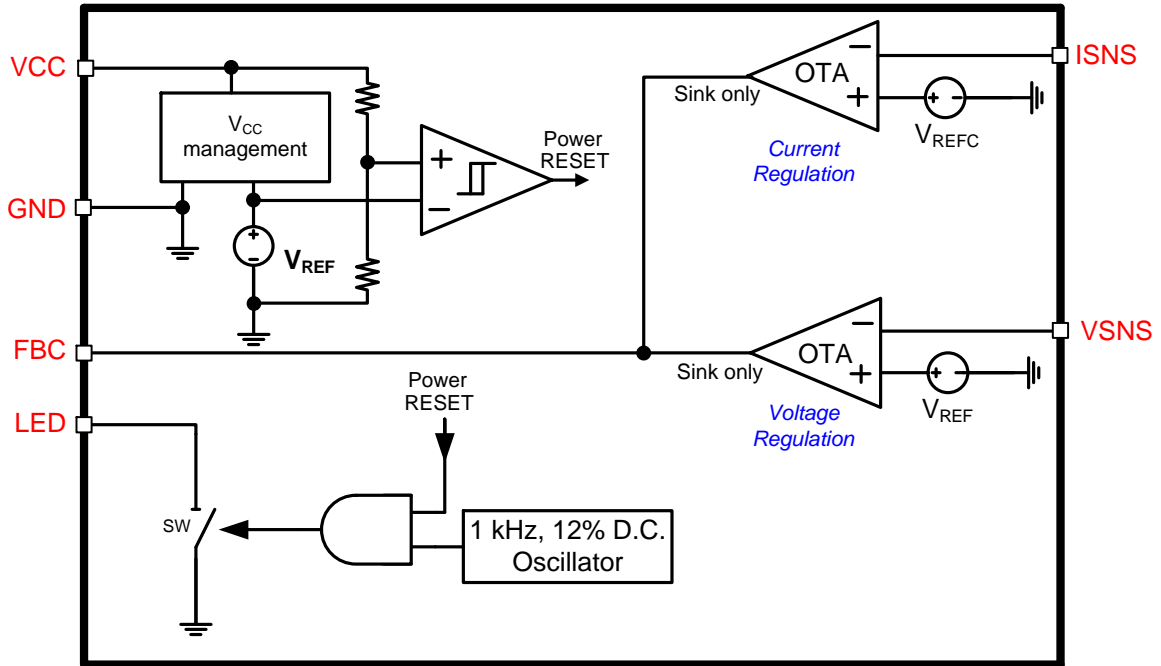 VCC
VCC
management
GND
+
-
VREF
+
−
Power
RESET
Sink only
OTA
−
+
ISNS
+ -
VREFC
Current
Regulation
FBC
Sink only
OTA
−
+
VSNS
+ -
VREF
Voltage
Regulation
LED
SW
Power
RESET
1 kHz, 12% D.C.
Oscillator